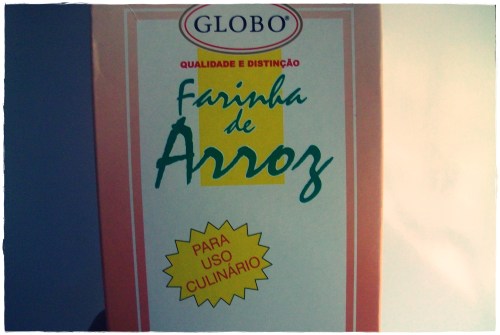 GLOBO®
QUALIDADE E DISTINÇÃO
Farinha
de
Arroz
PARA
USO
CULINÁRIO